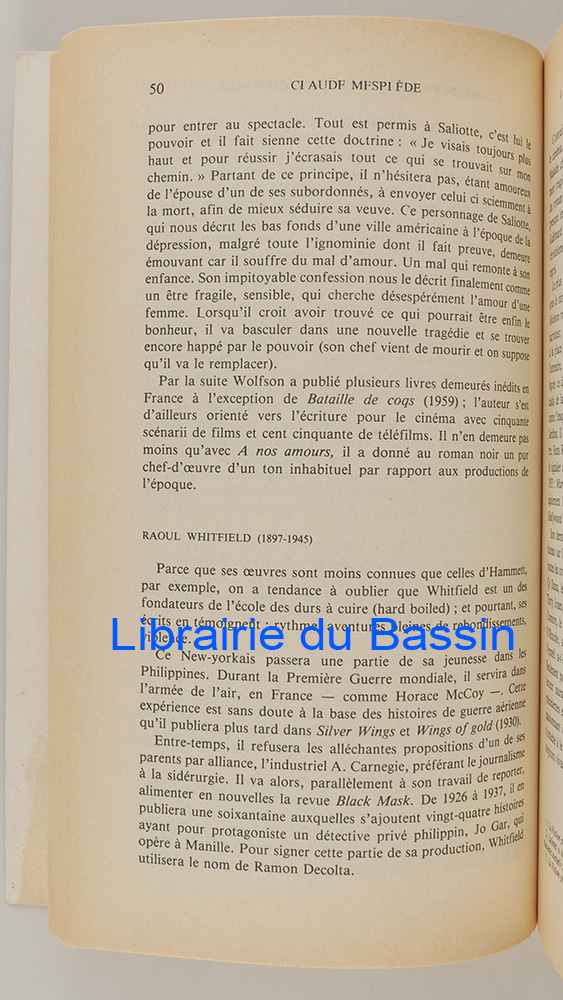 50 CLAUDE MESPLÈDE
pour entrer au spectacle. Tout est permis à Saliotte, c'est lui le
pouvoir et il fait sienne cette doctrine : « Je visais toujours plus
haut et pour réussir j'écrasais tout ce qui se trouvait sur mon
chemin. » Partant de ce principe, il n'hésitera pas, étant amoureux
de l'épouse d'un de ses subordonnés, à envoyer celui ci sciemment à
la mort, afin de mieux séduire sa veuve. Ce personnage de Saliotte,
qui nous décrit les bas fonds d'une ville américaine à l'époque de la
dépression, malgré toute l'ignominie dont il fait preuve, demeure
émouvant car il souffre du mal d'amour. Un mal qui remonte à son
enfance. Son impitoyable confession nous le décrit finalement comme
un être fragile, sensible, qui cherche désespérément l'amour d'une
femme. Lorsqu'il croit avoir trouvé ce qui pourrait être enfin le
bonheur, il va basculer dans une nouvelle tragédie et se trouver
encore happé par le pouvoir (son chef vient de mourir et on suppose
qu'il va le remplacer).
Par la suite Wolfson a publié plusieurs livres demeurés inédits en
France à l'exception de Bataille de coqs (1959) ; l'auteur s'est
d'ailleurs orienté vers l'écriture pour le cinéma avec cinquante
scénarii de films et cent cinquante de téléfilms. Il n'en demeure pas
moins qu'avec A nos amours, il a donné au roman noir un pur
chef-d'œuvre d'un ton inhabituel par rapport aux productions de
l'époque.
RAOUL WHITFIELD (1897-1945)
Parce que ses œuvres sont moins connues que celles d'Hammett,
par exemple, on a tendance à oublier que Whitfield est un des
fondateurs de l'école des durs à cuire (hard boiled) ; et pourtant, ses
écrits en témoignent : rythme, aventures pleines de rebondissements,
violence.
Librairie du Bassin
Ce New-yorkais passera une partie de sa jeunesse dans les
Philippines. Durant la Première Guerre mondiale, il servira dans
l'armée de l'air, en France — comme Horace McCoy —. Cette
expérience est sans doute à la base des histoires de guerre aérienne
qu'il publiera plus tard dans Silver Wings et Wings of gold (1930).
Entre-temps, il refusera les alléchantes propositions d'un de ses
parents par alliance, l'industriel A. Carnegie, préférant le journalisme
à la sidérurgie. Il va alors, parallèlement à son travail de reporter,
alimenter en nouvelles la revue Black Mask. De 1926 à 1937, il en
publiera une soixantaine auxquelles s'ajoutent vingt-quatre histoires
ayant pour protagoniste un détective privé philippin, Jo Gar, qui
opère à Manille. Pour signer cette partie de sa production, Whitfield
utilisera le nom de Ramon Decolta.